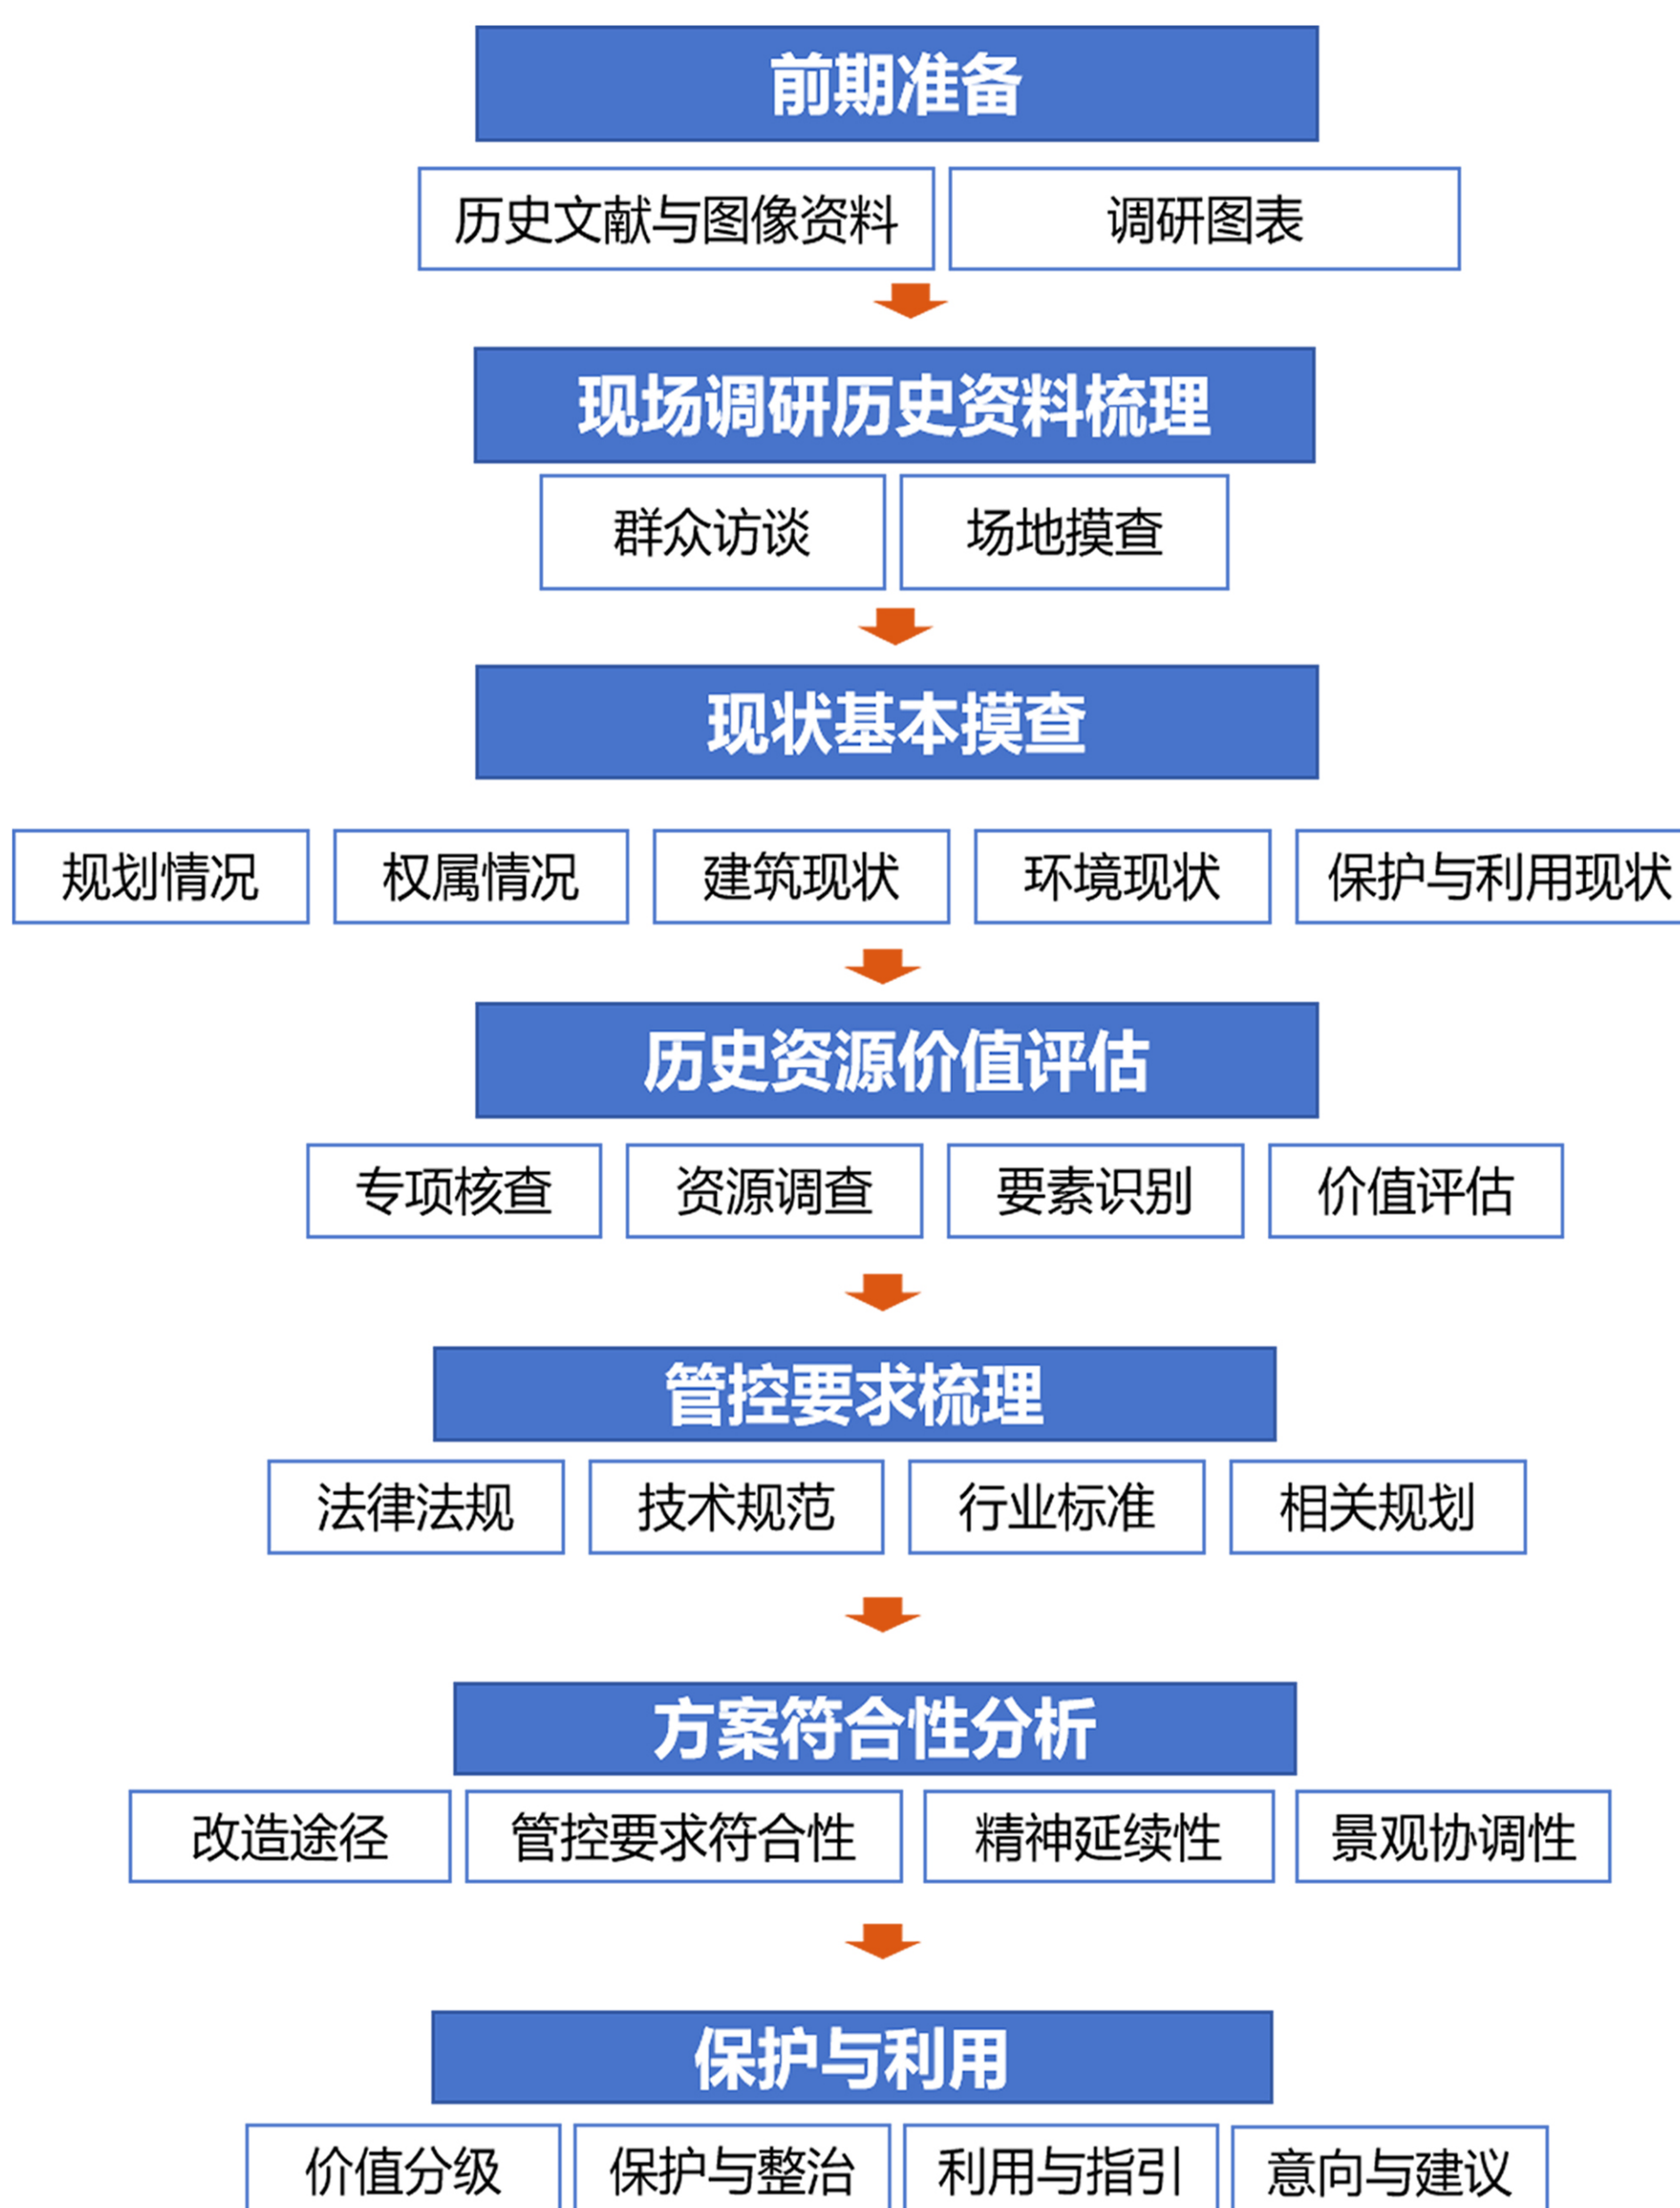 前期准备
历史文献与图像资料 调研图表
现场调研历史资料梳理
群众访谈 场地摸查
现状基本摸查
规划情况 权属情况 建筑现状 环境现状 保护与利用现状
历史资源价值评估
专项核查 资源调查 要素识别 价值评估
管控要求梳理
法律法规 技术规范 行业标准 相关规划
方案符合性分析
改造途径 管控要求符合性 精神延续性 景观协调性
保护与利用
价值分级 保护与整治 利用与指引 意向与建议